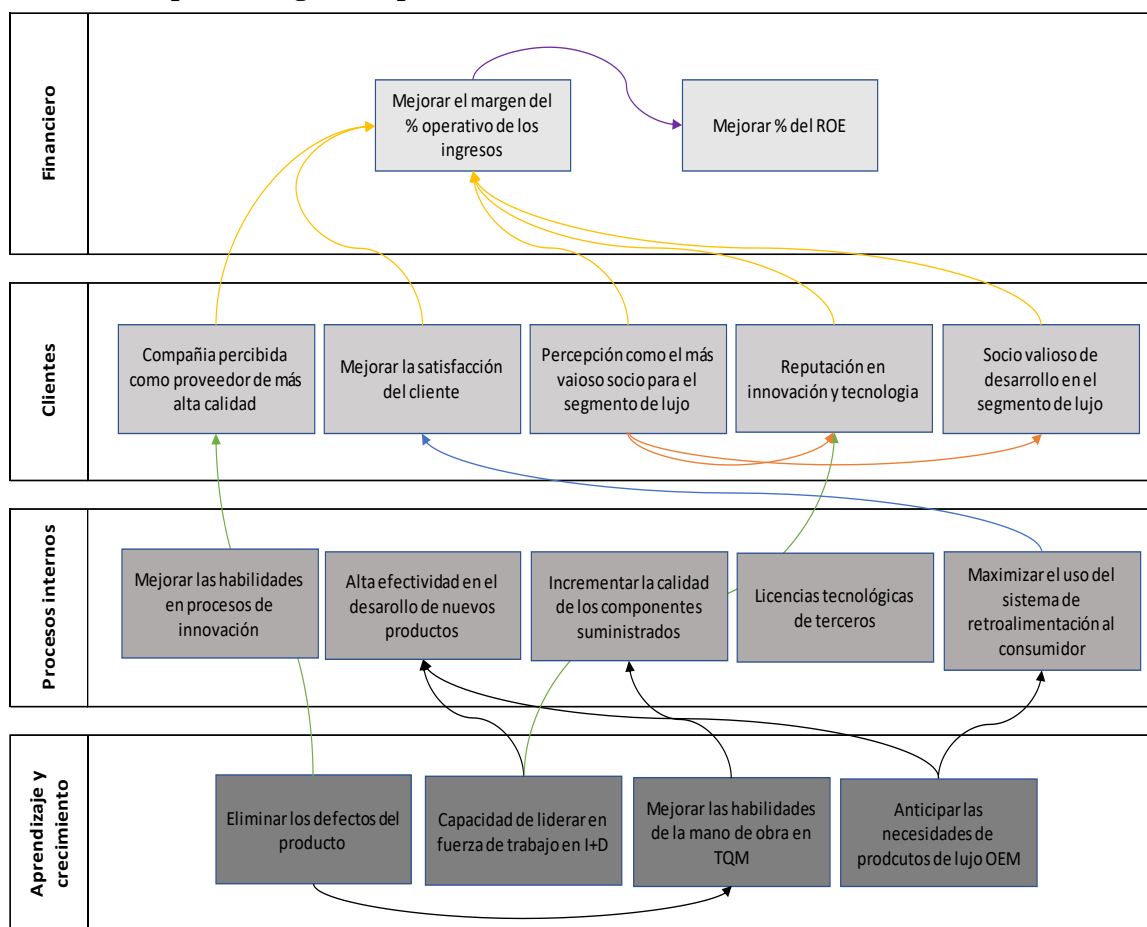 Financiero
Mejorar el margen del
% operativo de los
ingresos
Mejorar % del ROE
Clientes
Compañia percibida
como proveedor de más
alta calidad
Mejorar la satisfacción
del cliente
Percepción como el más
vaioso socio para el
segmento de lujo
Reputación en
innovación y tecnologia
Socio valioso de
desarrollo en el
segmento de lujo
Procesos internos
Mejorar las habilidades
en procesos de
innovación
Alta efectividad en el
desarollo de nuevos
productos
Incrementar la calidad
de los componentes
suministrados
Licencias tecnológicas
de terceros
Maximizar el uso del
sistema de
retroalimentación al
consumidor
Aprendizaje y
crecimiento
Eliminar los defectos del
producto
Capacidad de liderar en
fuerza de trabajo en I+D
Mejorar las habilidades
de la mano de obra en
TQM
Anticipar las
necesidades de
prodcutos de lujo OEM